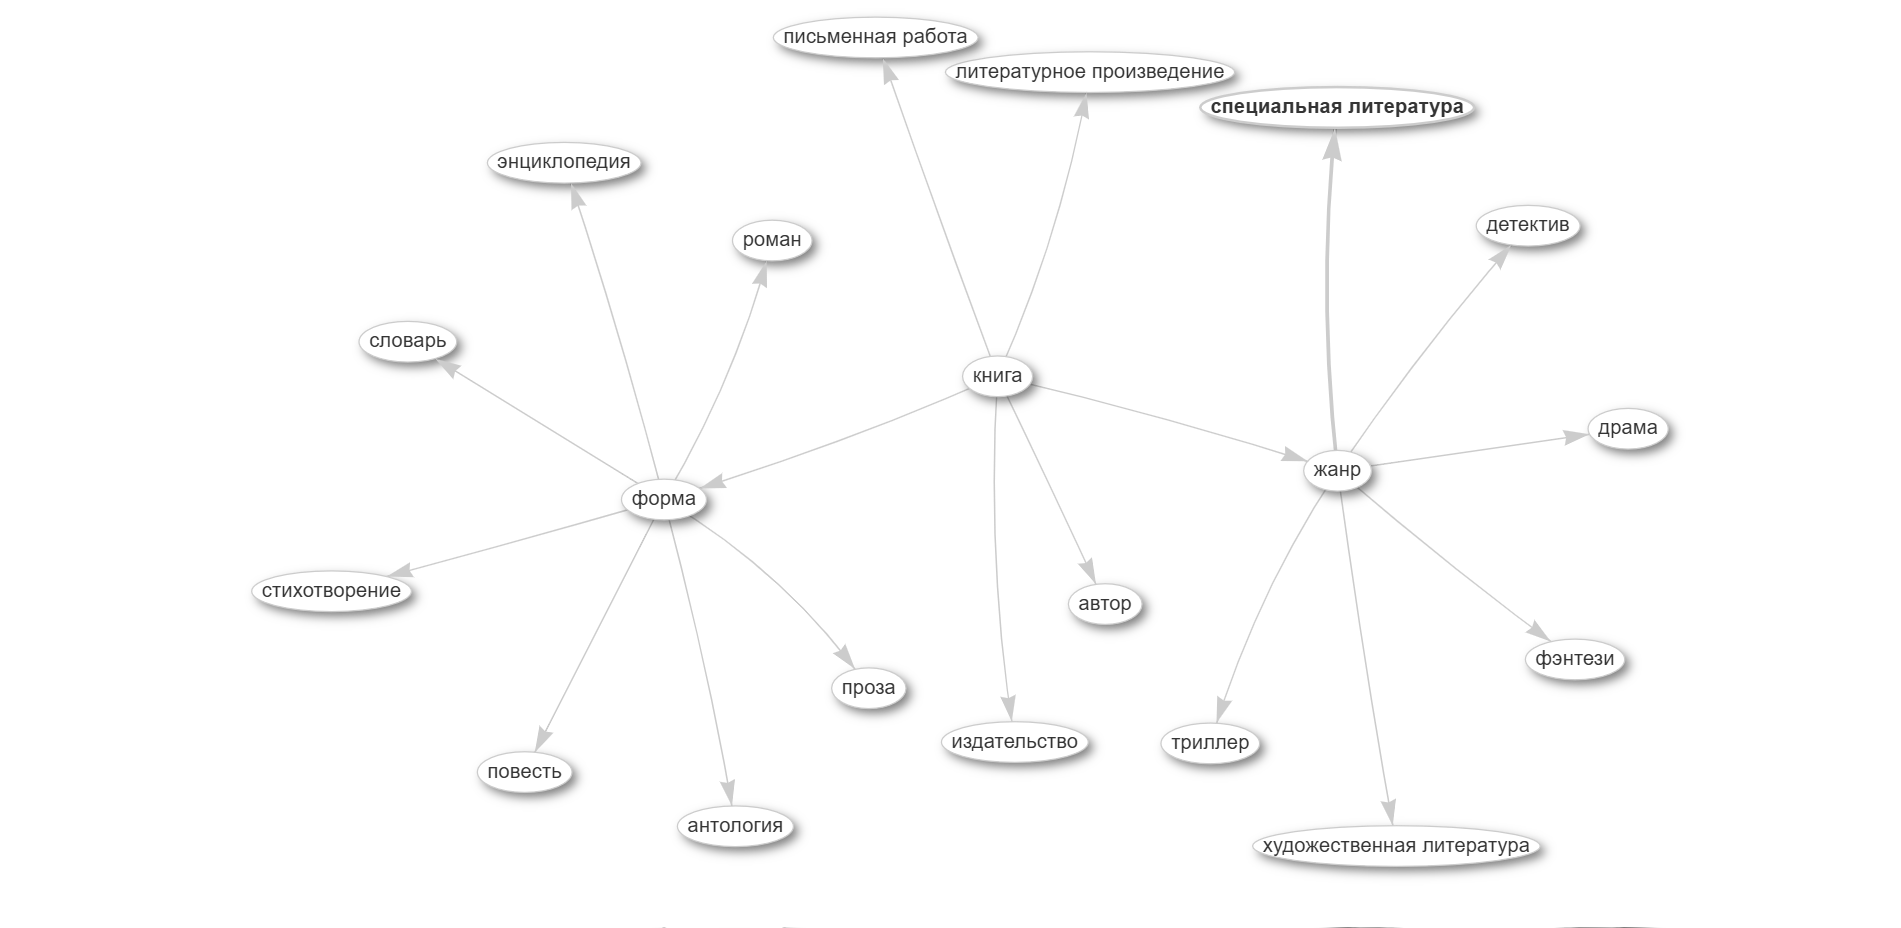 письменная работа
литературное произведение
специальная литература
энциклопедия
детектив
роман
словарь
книга
драма
жанр
форма
стихотворение
автор
фэнтези
проза
издательство
триллер
повесть
антология
художественная литература